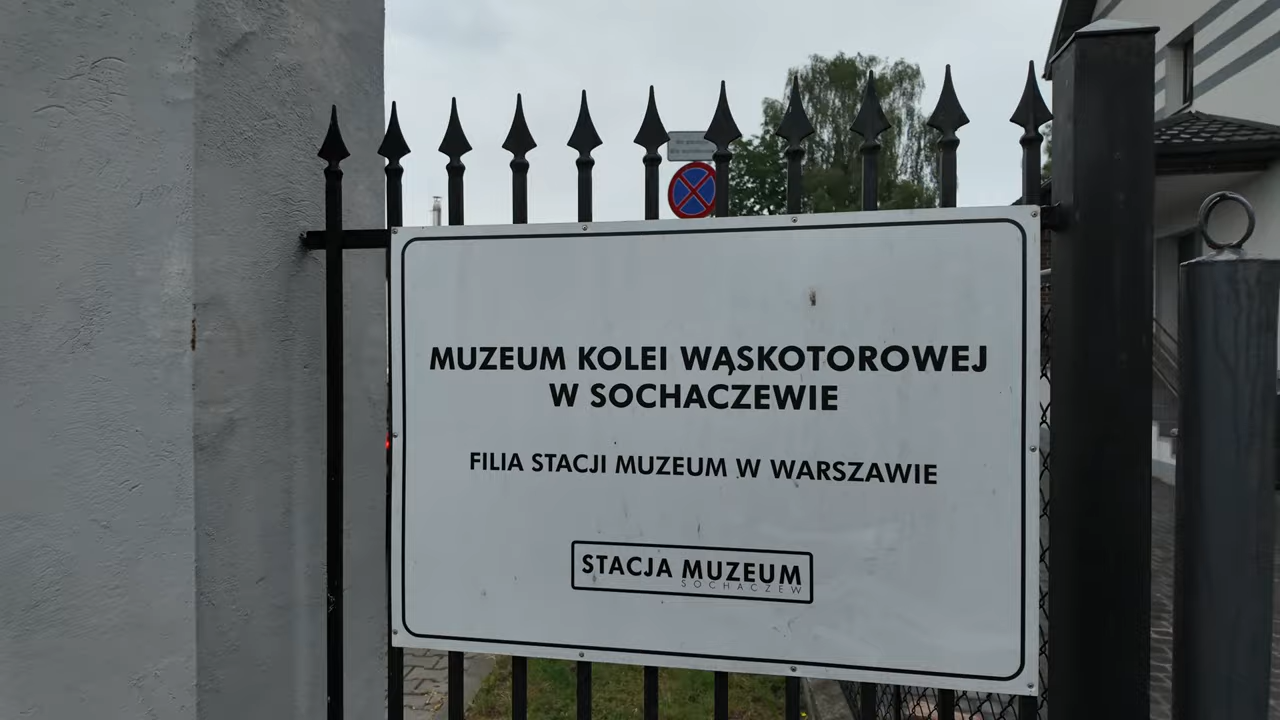 MUZEUM KOLEI WĄSKOTOROWEJ
W SOCHACZEWIE
FILIA STACJI MUZEUM W WARSZAWIE
STACJA MUZEUM
SOCHACZEW